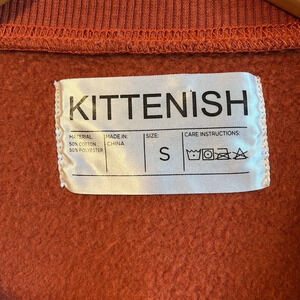 KITTENISH
MATERIAL: MADE IN: SIZE: CARE INSTRUCTIONS:
50% COTTON CHINA S
50% POLYESTER